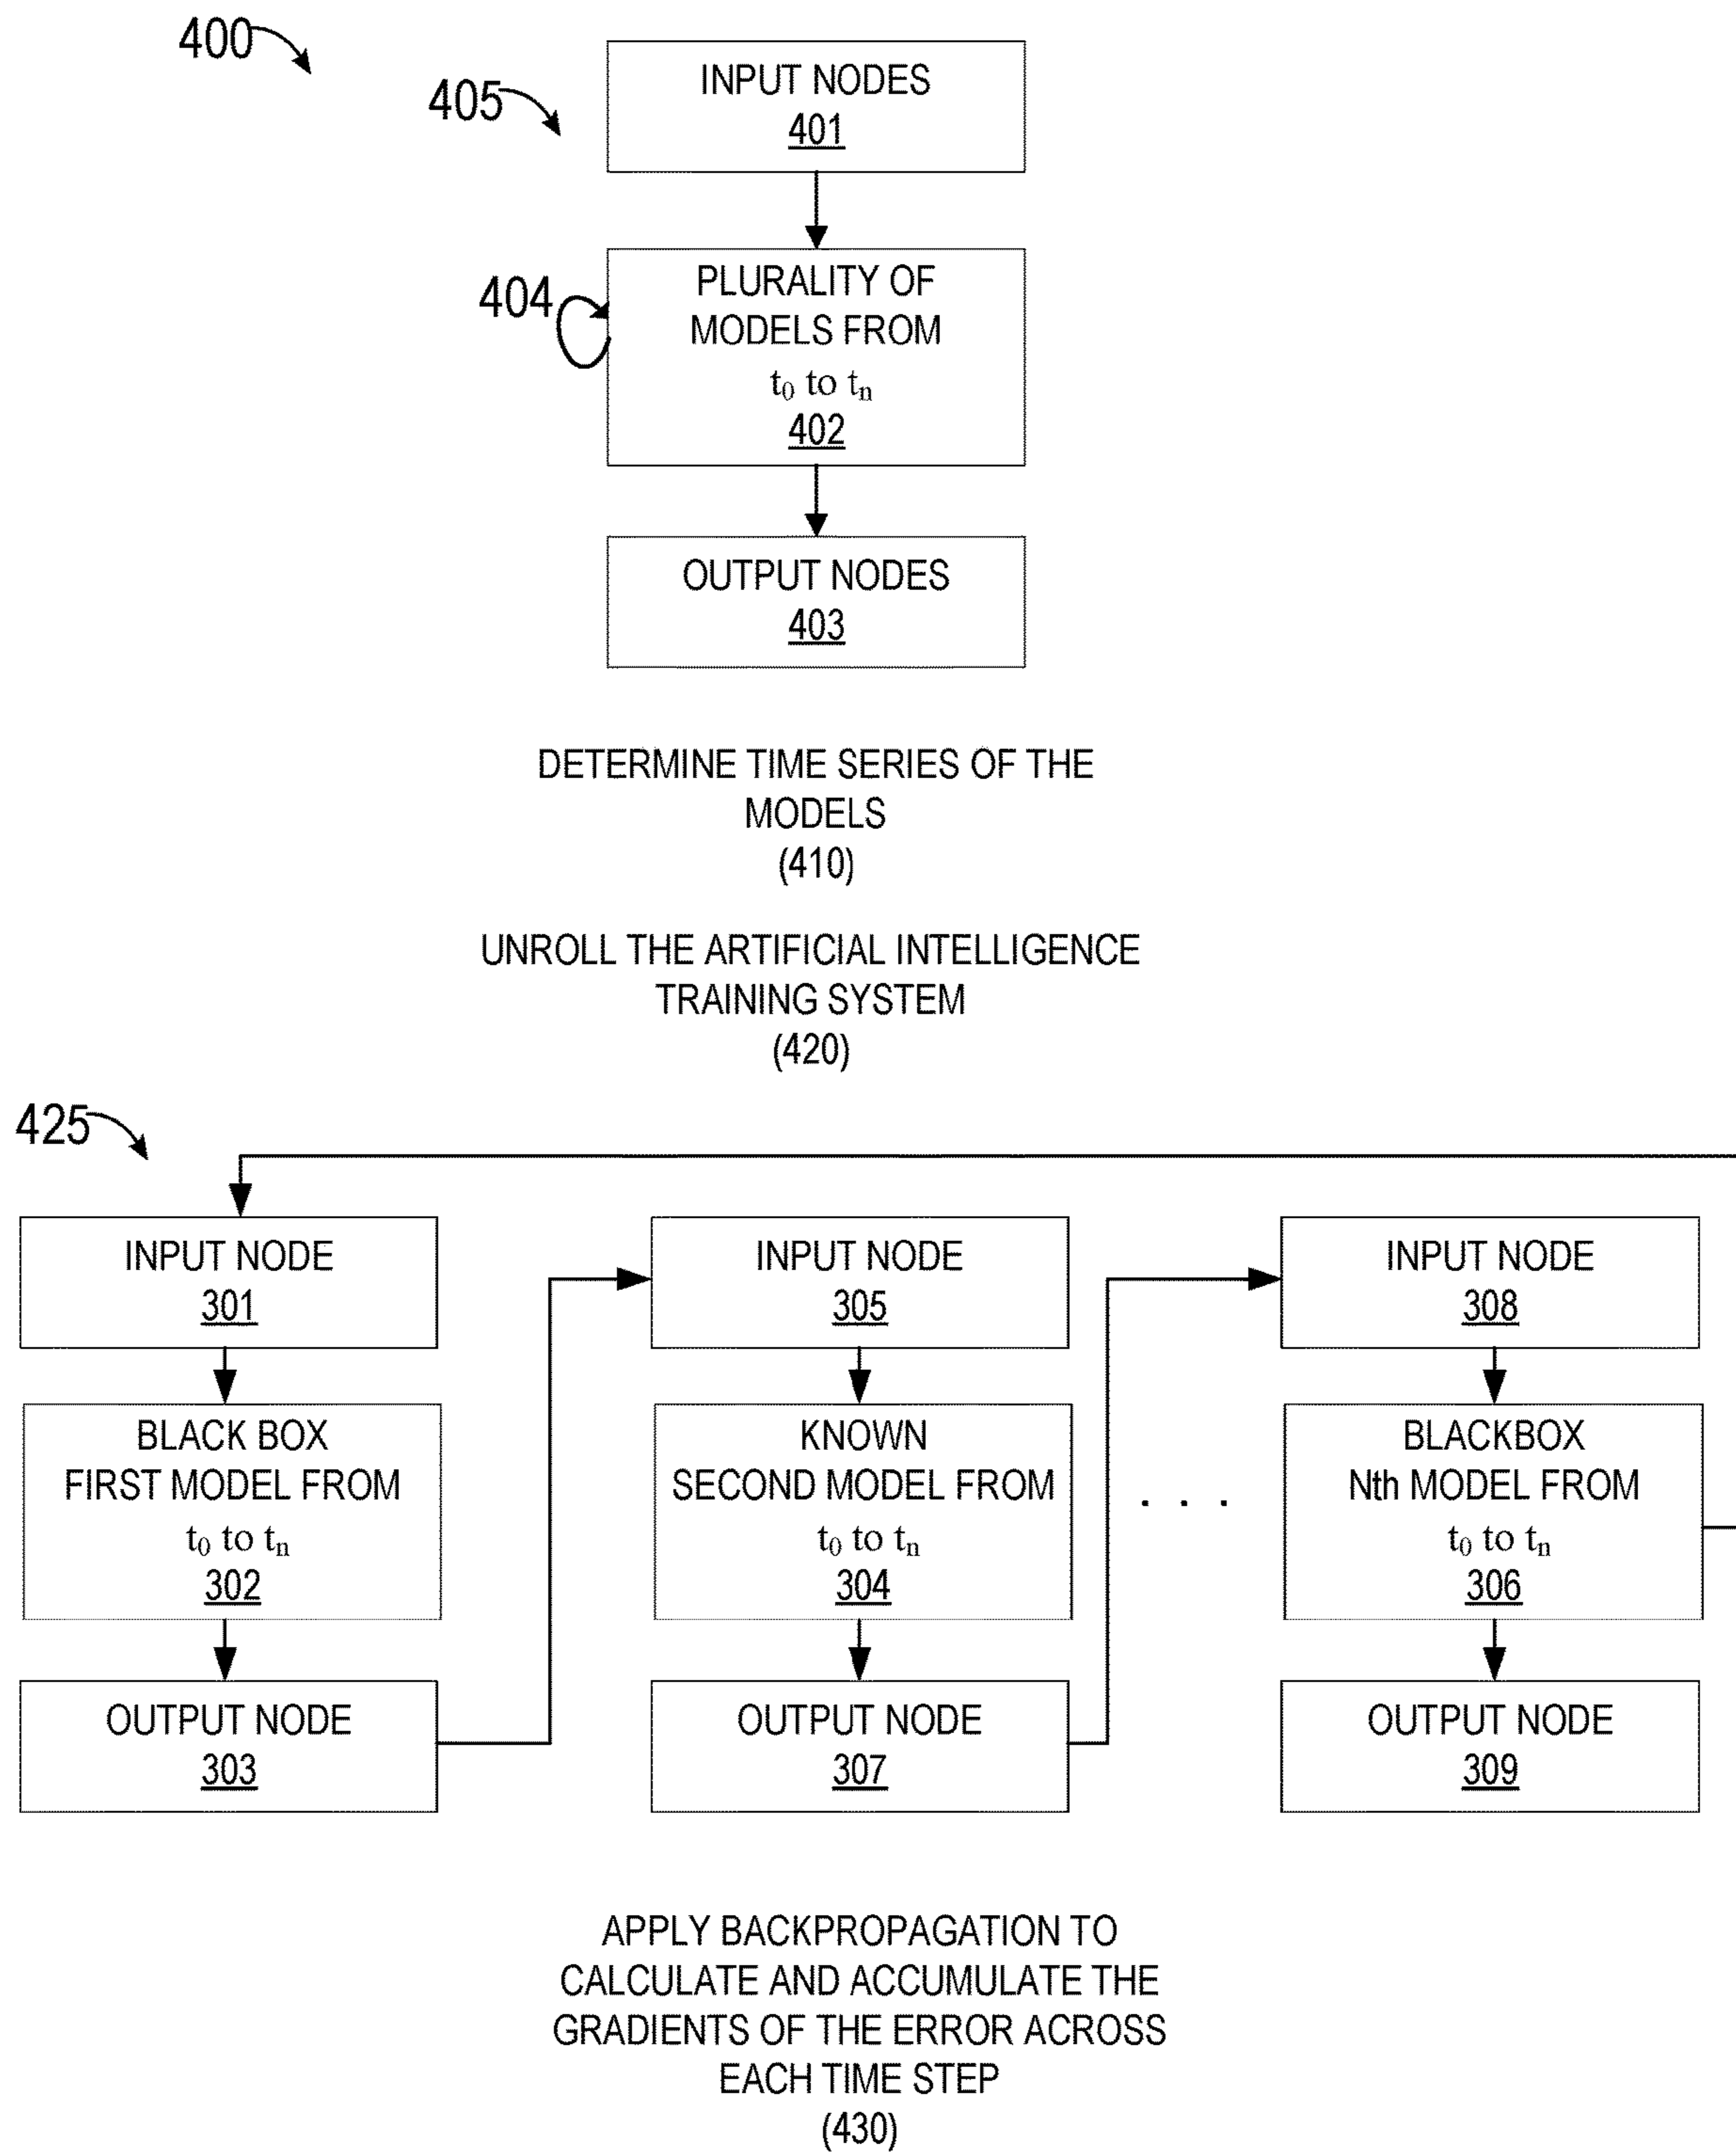 400
405
INPUT NODES
401
404
PLURALITY OF
MODELS FROM
t0 to tn
402
OUTPUT NODES
403
DETERMINE TIME SERIES OF THE
MODELS
(410)
UNROLL THE ARTIFICIAL INTELLIGENCE
TRAINING SYSTEM
(420)
425
INPUT NODE
301
BLACK BOX
FIRST MODEL FROM
t0 to tn
302
OUTPUT NODE
303
INPUT NODE
305
KNOWN
SECOND MODEL FROM
t0 to tn
304
OUTPUT NODE
307
. . .
INPUT NODE
308
BLACKBOX
Nth MODEL FROM
t0 to tn
306
OUTPUT NODE
309
APPLY BACKPROPAGATION TO
CALCULATE AND ACCUMULATE THE
GRADIENTS OF THE ERROR ACROSS
EACH TIME STEP
(430)